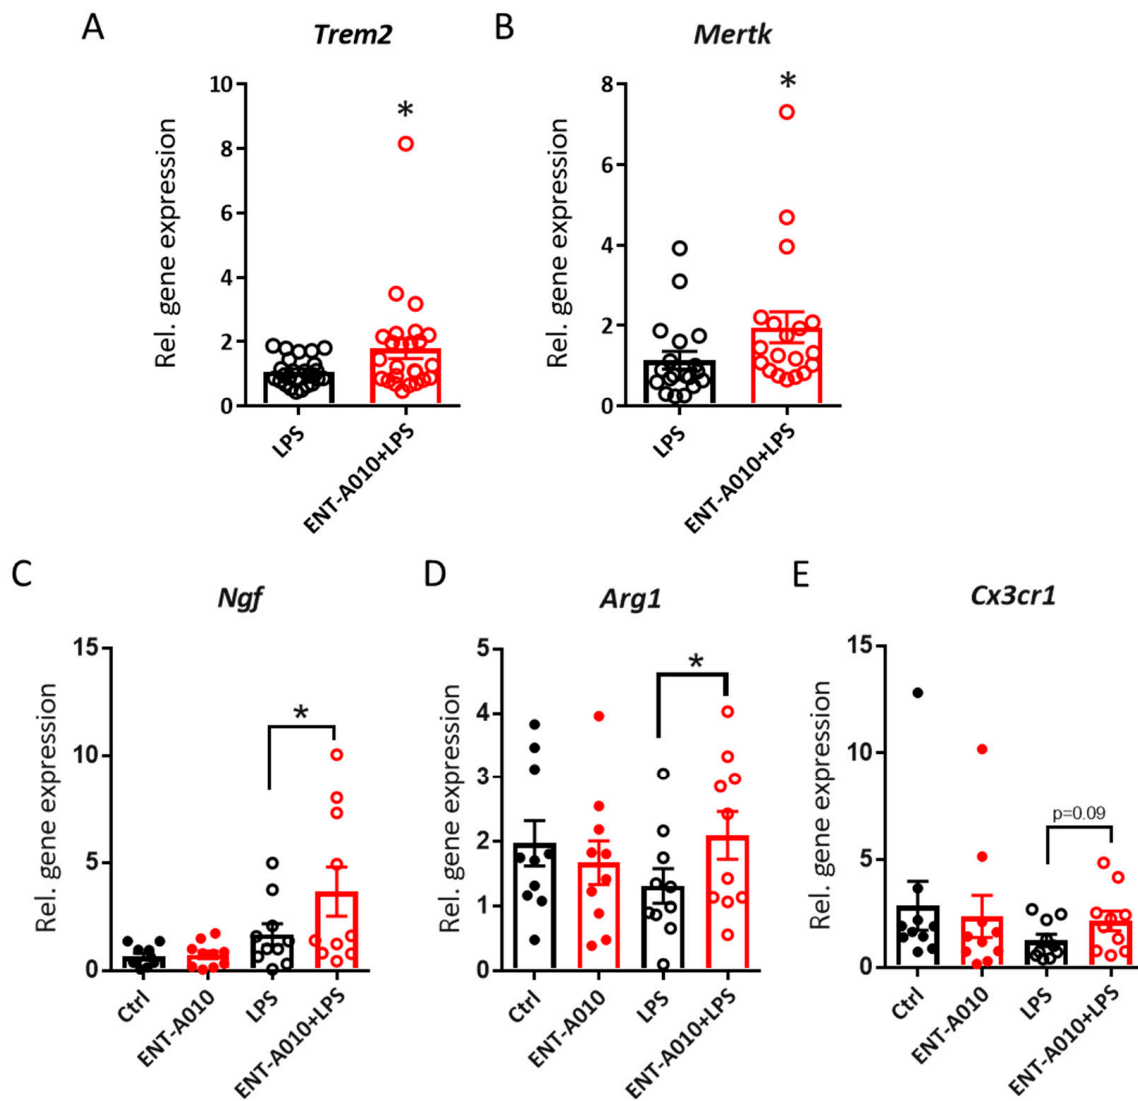 A
Trem2
Rel. gene expression
10
8
6
4
2
0
*
LPS
ENT-A010+LPS
B
Mertk
Rel. gene expression
8
6
4
2
0
*
LPS
ENT-A010+LPS
C
Ngf
Rel. gene expression
15
10
5
0
*
Ctrl
ENT-A010
LPS
ENT-A010+LPS
D
Arg1
Rel. gene expression
5
4
3
2
1
0
*
Ctrl
ENT-A010
LPS
ENT-A010+LPS
E
Cx3cr1
Rel. gene expression
15
10
5
0
p=0.09
Ctrl
ENT-A010
LPS
ENT-A010+LPS